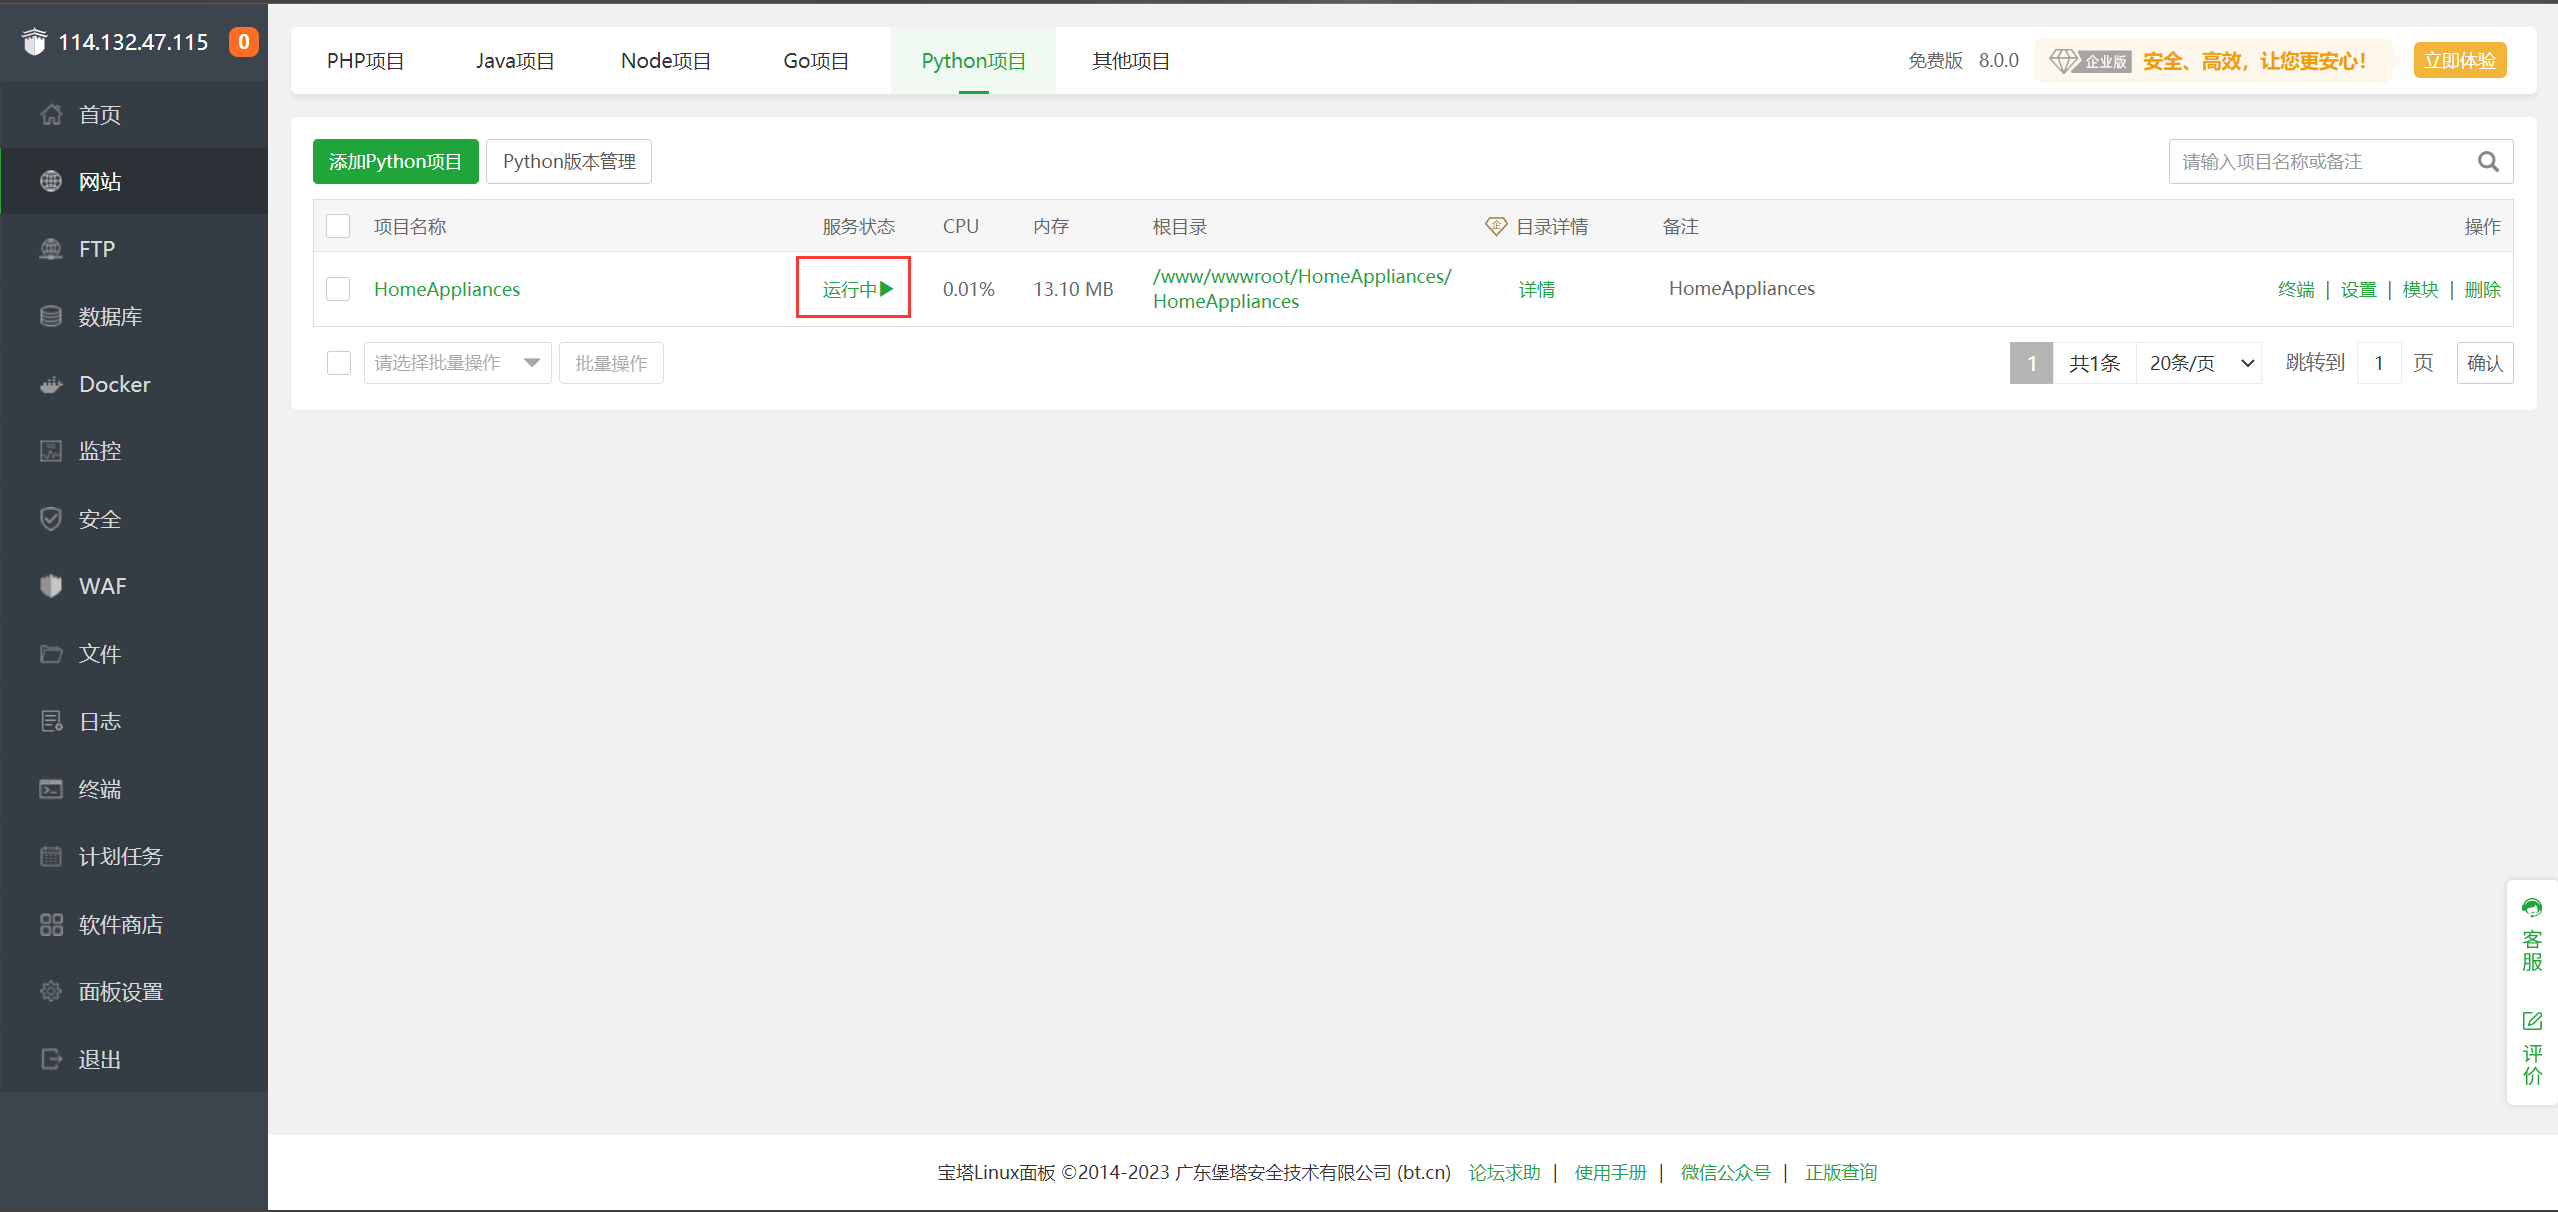 114.132.47.115 0
首页
网站
FTP
数据库
Docker
监控
安全
WAF
文件
日志
终端
计划任务
软件商店
面板设置
退出
PHP项目 Java项目 Node项目 Go项目 Python项目 其他项目
免费版 8.0.0 企业版 安全、高效，让您更安心！ 立即体验
添加Python项目 Python版本管理 请输入项目名称或备注
项目名称 服务状态 CPU 内存 根目录 企 目录详情 备注 操作
HomeAppliances 运行中 0.01% 13.10 MB /www/wwwroot/HomeAppliances/
HomeAppliances 详情 HomeAppliances 终端 | 设置 | 模块 | 删除
请选择批量操作 批量操作 1 共1条 20条/页 跳转到 1 页 确认
客服
评价
宝塔Linux面板 ©2014-2023 广东堡塔安全技术有限公司 (bt.cn) 论坛求助 | 使用手册 | 微信公众号 | 正版查询